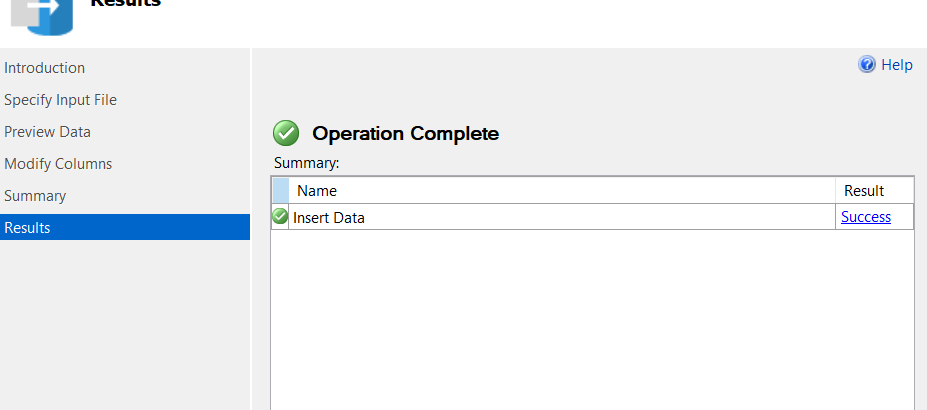 Results
Introduction
Specify Input File
Preview Data
Modify Columns
Summary
Results
Help
Operation Complete
Summary:
Name Result
Insert Data Success